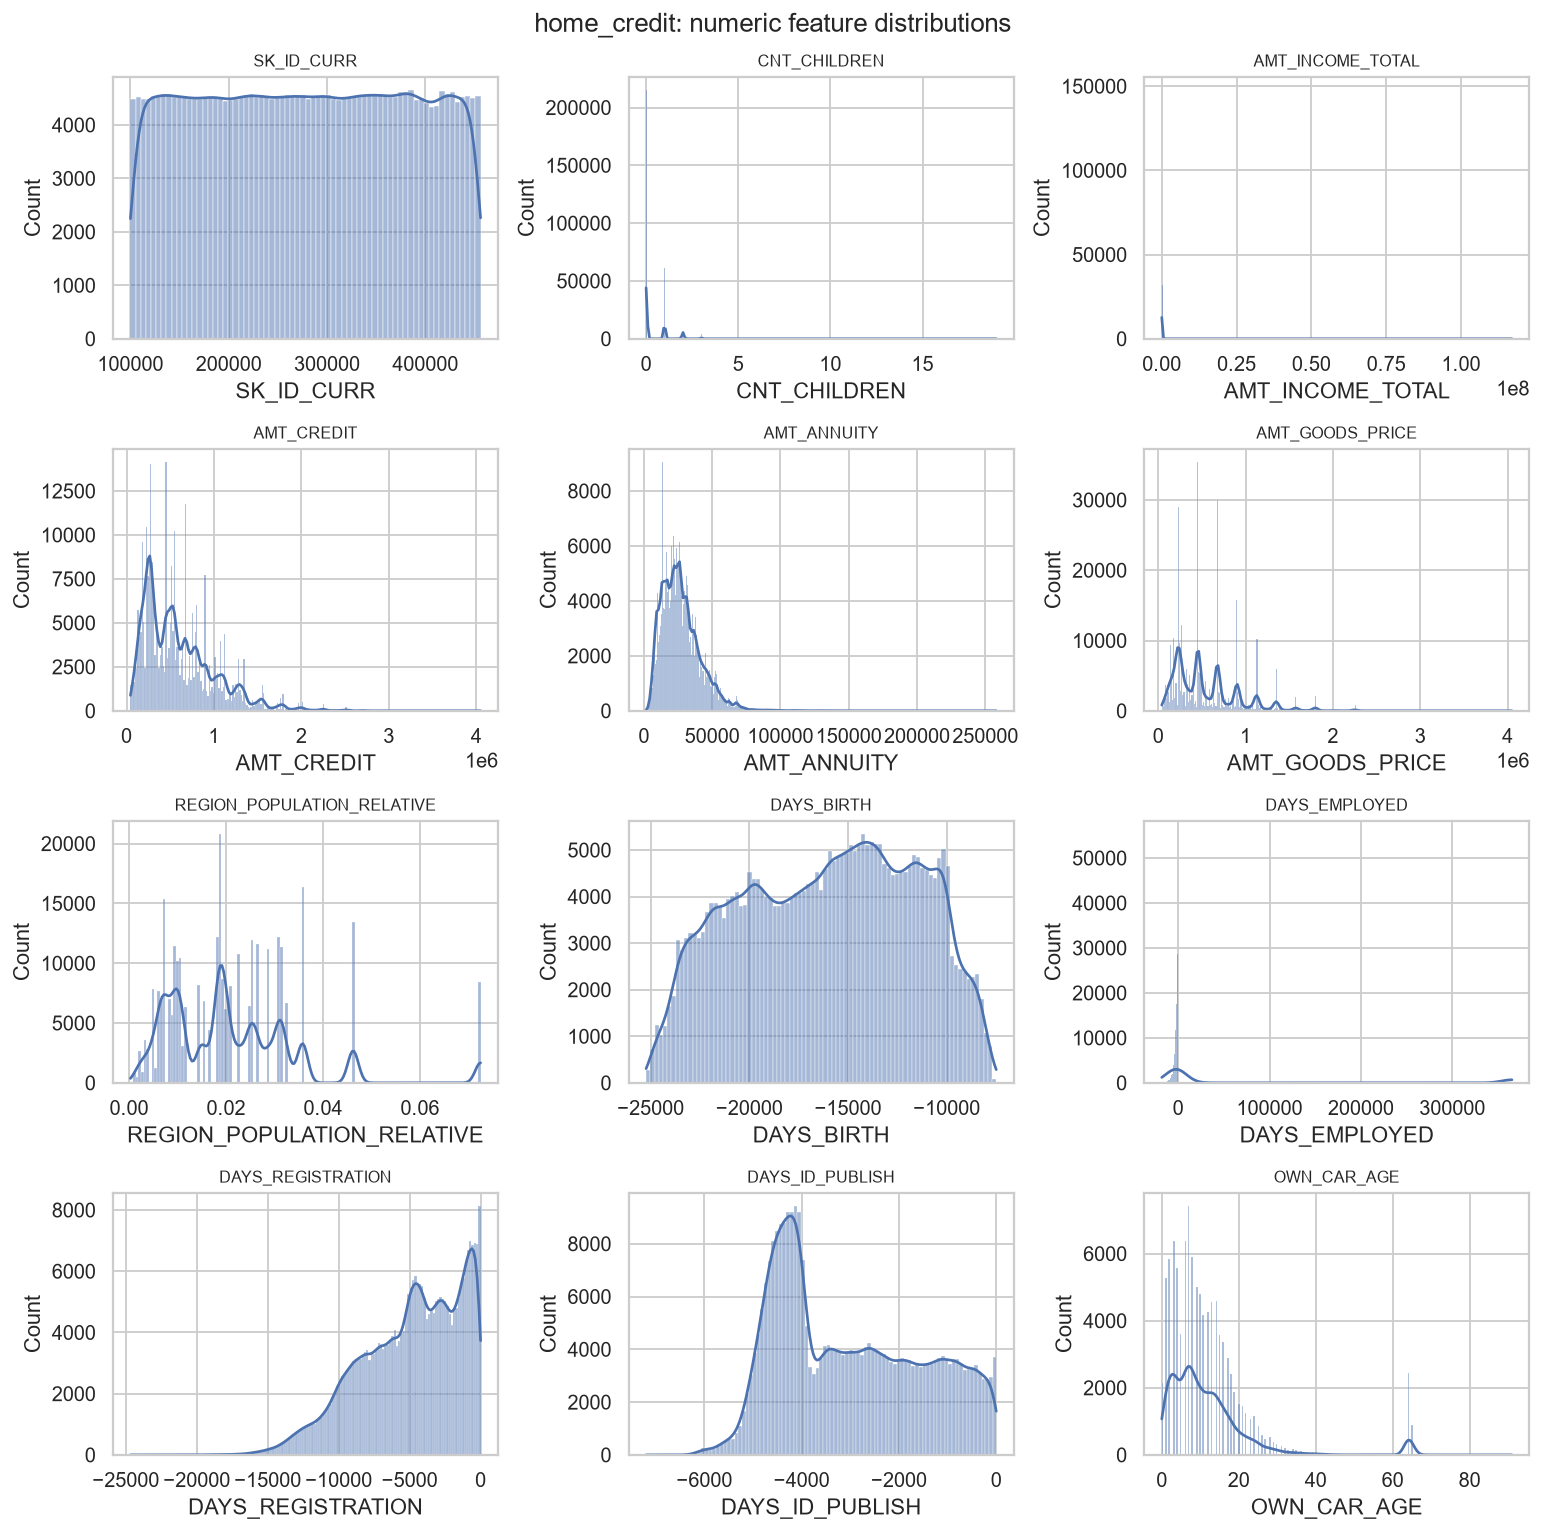 home_credit: numeric feature distributions
SK_ID_CURR
Count
4000
3000
2000
1000
0
100000 200000 300000 400000
SK_ID_CURR
CNT_CHILDREN
Count
200000
150000
100000
50000
0
0 5 10 15
CNT_CHILDREN
AMT_INCOME_TOTAL
Count
150000
100000
50000
0
0.00 0.25 0.50 0.75 1.00
1e8
AMT_INCOME_TOTAL
AMT_CREDIT
Count
12500
10000
7500
5000
2500
0
0 1 2 3 4
1e6
AMT_CREDIT
AMT_ANNUITY
Count
8000
6000
4000
2000
0
0 50000 100000 150000 200000 250000
AMT_ANNUITY
AMT_GOODS_PRICE
Count
30000
20000
10000
0
0 1 2 3 4
1e6
AMT_GOODS_PRICE
REGION_POPULATION_RELATIVE
Count
20000
15000
10000
5000
0
0.00 0.02 0.04 0.06
REGION_POPULATION_RELATIVE
DAYS_BIRTH
Count
5000
4000
3000
2000
1000
0
−25000 −20000 −15000 −10000
DAYS_BIRTH
DAYS_EMPLOYED
Count
50000
40000
30000
20000
10000
0
0 100000 200000 300000
DAYS_EMPLOYED
DAYS_REGISTRATION
Count
8000
6000
4000
2000
0
−25000 −20000 −15000 −10000 −5000 0
DAYS_REGISTRATION
DAYS_ID_PUBLISH
Count
8000
6000
4000
2000
0
−6000 −4000 −2000 0
DAYS_ID_PUBLISH
OWN_CAR_AGE
Count
6000
4000
2000
0
0 20 40 60 80
OWN_CAR_AGE